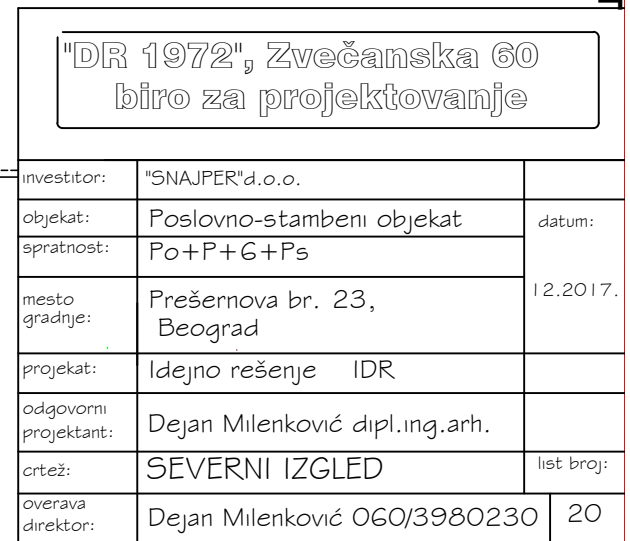 "DR 1972", Zvečanska 60
biro za projektovanje
investitor: "SNAJPER"d.o.o.
objekat: Poslovno-stambeni objekat datum:
spratnost: Po+P+6+Ps
12.2017.
mesto gradnje: Prešernova br. 23,
Beograd
projekat: Idejno rešenje IDR
odgovorni
projektant: Dejan Milenković dipl.ing.arh.
crtež: SEVERNI IZGLED list broj:
overava
direktor: Dejan Milenković 060/3980230 20